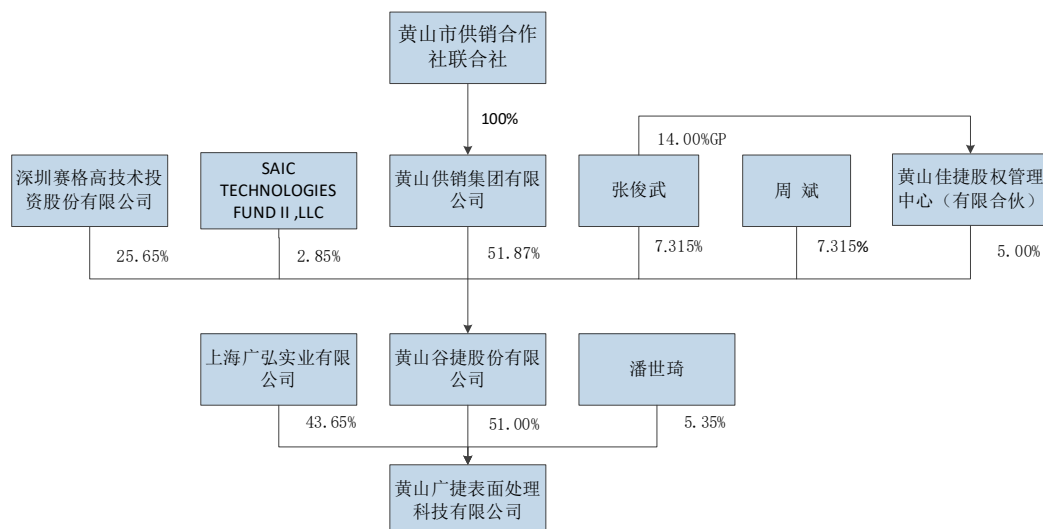 黄山市供销合作
社联合社
100%
14.00%GP
深圳赛格高技术投
资股份有限公司
SAIC
TECHNOLOGIES
FUND II ,LLC
黄山供销集团有限
公司
张俊武
周 斌
黄山佳捷股权管理
中心（有限合伙）
25.65%
2.85%
51.87%
7.315%
7.315%
5.00%
上海广弘实业有限
公司
黄山谷捷股份有限
公司
潘世琦
43.65%
51.00%
5.35%
黄山广捷表面处理
科技有限公司